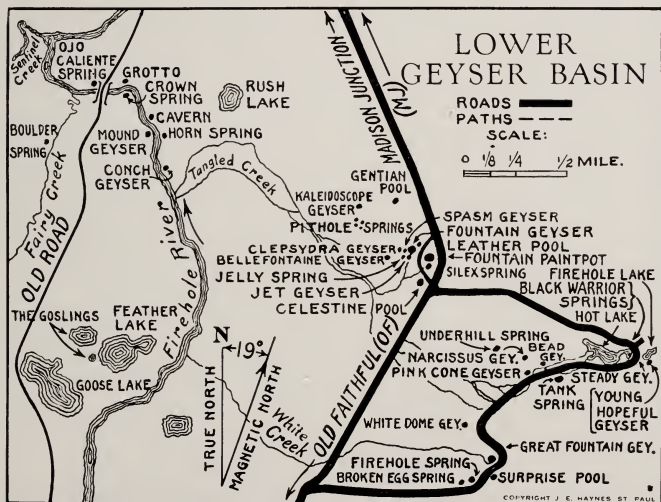 LOWER
GEYSER BASIN
ROADS
PATHS
SCALE:
0 1/8 1/4 1/2 MILE.
Sentinel Creek
OJO
CALIENTE
SPRING
GROTTO
CROWN
SPRING
CAVERN
HORN SPRING
MOUND
GEYSER
CONCH
GEYSER
RUSH
LAKE
BOULDER
SPRING
Fairy Creek
OLD ROAD
Tangled Creek
Firehole River
MADISON JUNCTION (MJ)
GENTIAN
POOL
KALEIDOSCOPE
GEYSER
PITHOLE SPRINGS
SPASM GEYSER
FOUNTAIN GEYSER
LEATHER POOL
FOUNTAIN PAINTPOT
SILEX SPRING
CLEPSYDRA GEYSER
BELLEFONTAINE GEYSER
JELLY SPRING
JET GEYSER
CELESTINE POOL
FIREHOLE LAKE
BLACK WARRIOR
SPRINGS
HOT LAKE
THE GOSLINGS
FEATHER
LAKE
GOOSE LAKE
N
19°
TRUE NORTH
MAGNETIC NORTH
White
Creek
OLD FAITHFUL (OF)
UNDERHILL SPRING
NARCISSUS GEY.
BEAD
GEY.
PINK CONE GEYSER
TANK
SPRING
STEADY GEY.
YOUNG
HOPEFUL
GEYSER
WHITE DOME GEY.
GREAT FOUNTAIN GEY.
FIREHOLE SPRING
BROKEN EGG SPRING
SURPRISE POOL
COPYRIGHT J. E. HAYNES ST. PAUL